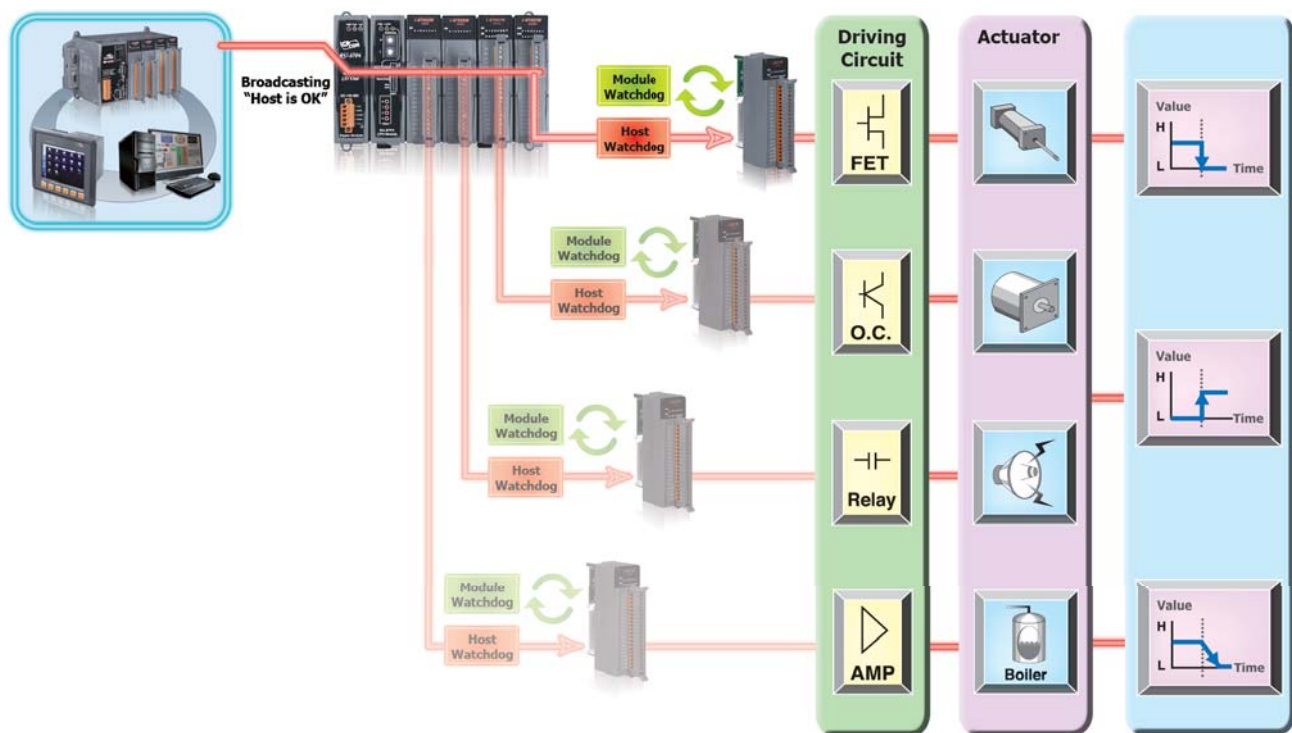 Broadcasting
"Host is OK"
Module
Watchdog
Host
Watchdog
Module
Watchdog
Host
Watchdog
Module
Watchdog
Host
Watchdog
Module
Watchdog
Host
Watchdog
Driving
Circuit
FET
O.C.
Relay
AMP
Actuator
Boiler
Value
H
L
Time
Value
H
L
Time
Value
H
L
Time